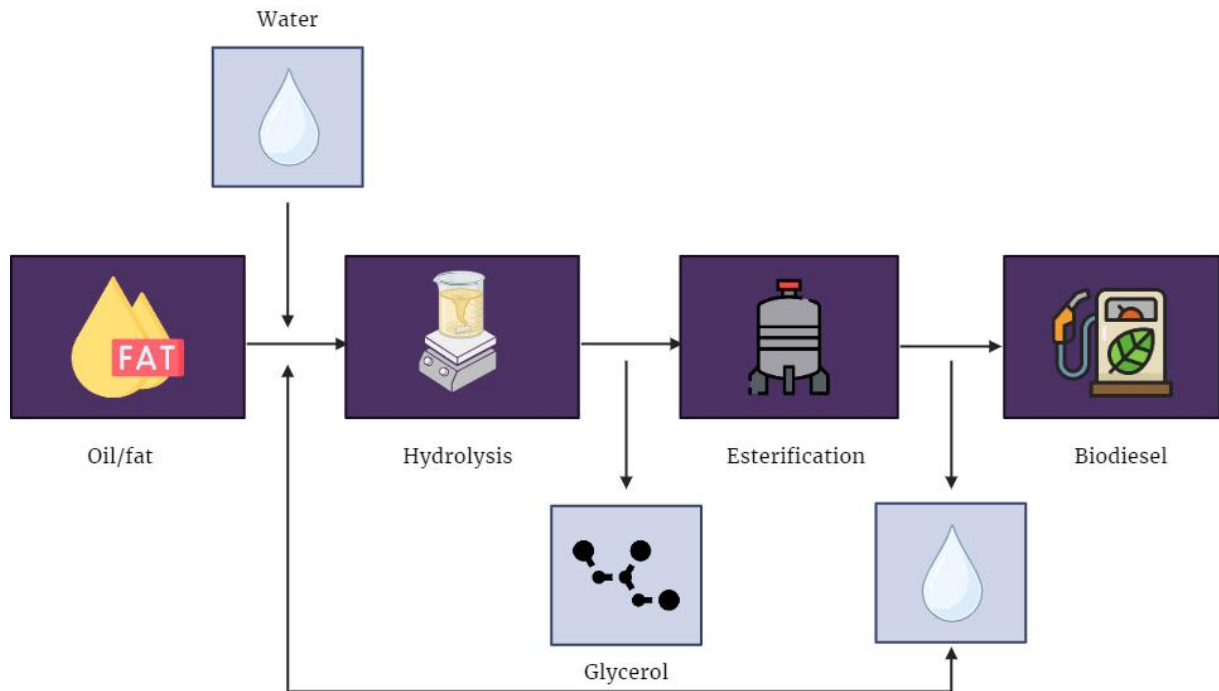 Water
FAT
Oil/fat
Hydrolysis
Esterification
Biodiesel
Glycerol